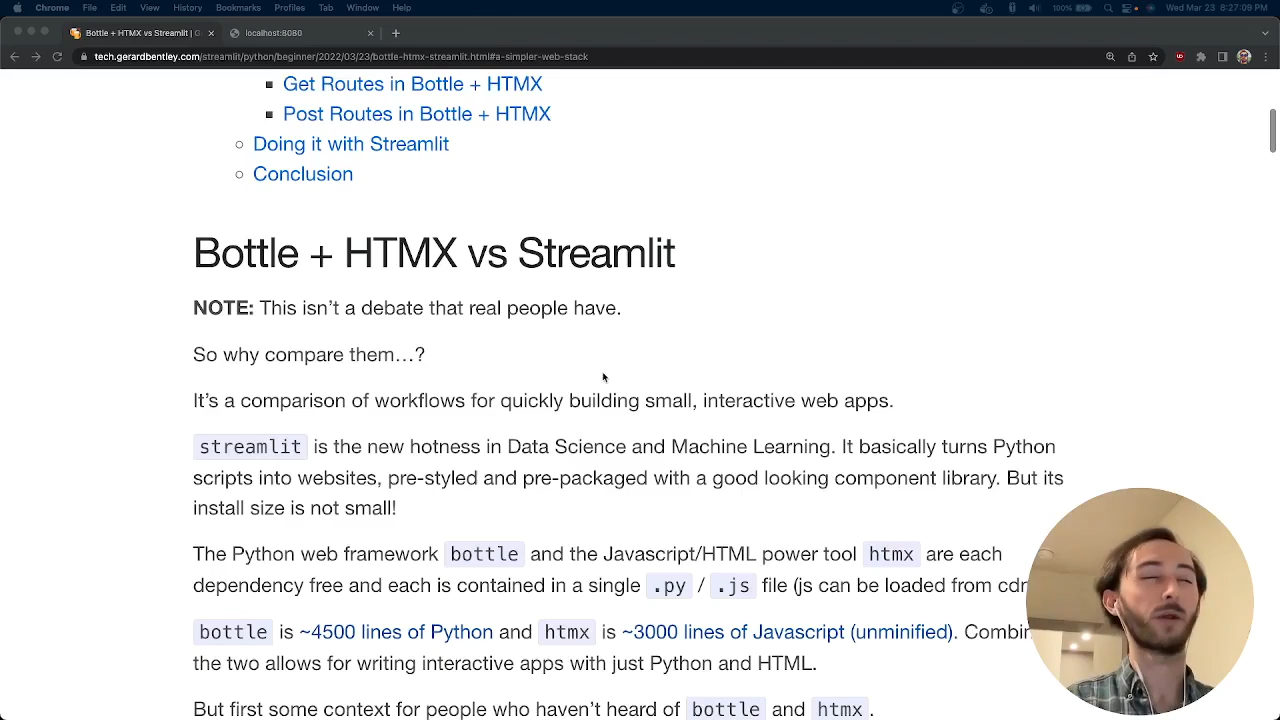 Chrome File Edit View History Bookmarks Profiles Tab Window Help 100% Wed Mar 23 8:27:09 PM
Bottle + HTMX vs Streamlit | G localhost:8080
tech.gerardbentley.com/streamlit/python/beginner/2022/03/23/bottle-htmx-streamlit.html#a-simpler-web-stack
Get Routes in Bottle + HTMX
Post Routes in Bottle + HTMX
Doing it with Streamlit
Conclusion
Bottle + HTMX vs Streamlit
NOTE: This isn't a debate that real people have.
So why compare them…?
It's a comparison of workflows for quickly building small, interactive web apps.
streamlit is the new hotness in Data Science and Machine Learning. It basically turns Python
scripts into websites, pre-styled and pre-packaged with a good looking component library. But its
install size is not small!
The Python web framework bottle and the Javascript/HTML power tool htmx are each
dependency free and each is contained in a single .py / .js file (js can be loaded from cdn
bottle is ~4500 lines of Python and htmx is ~3000 lines of Javascript (unminified). Combin
the two allows for writing interactive apps with just Python and HTML.
But first some context for people who haven't heard of bottle and htmx.